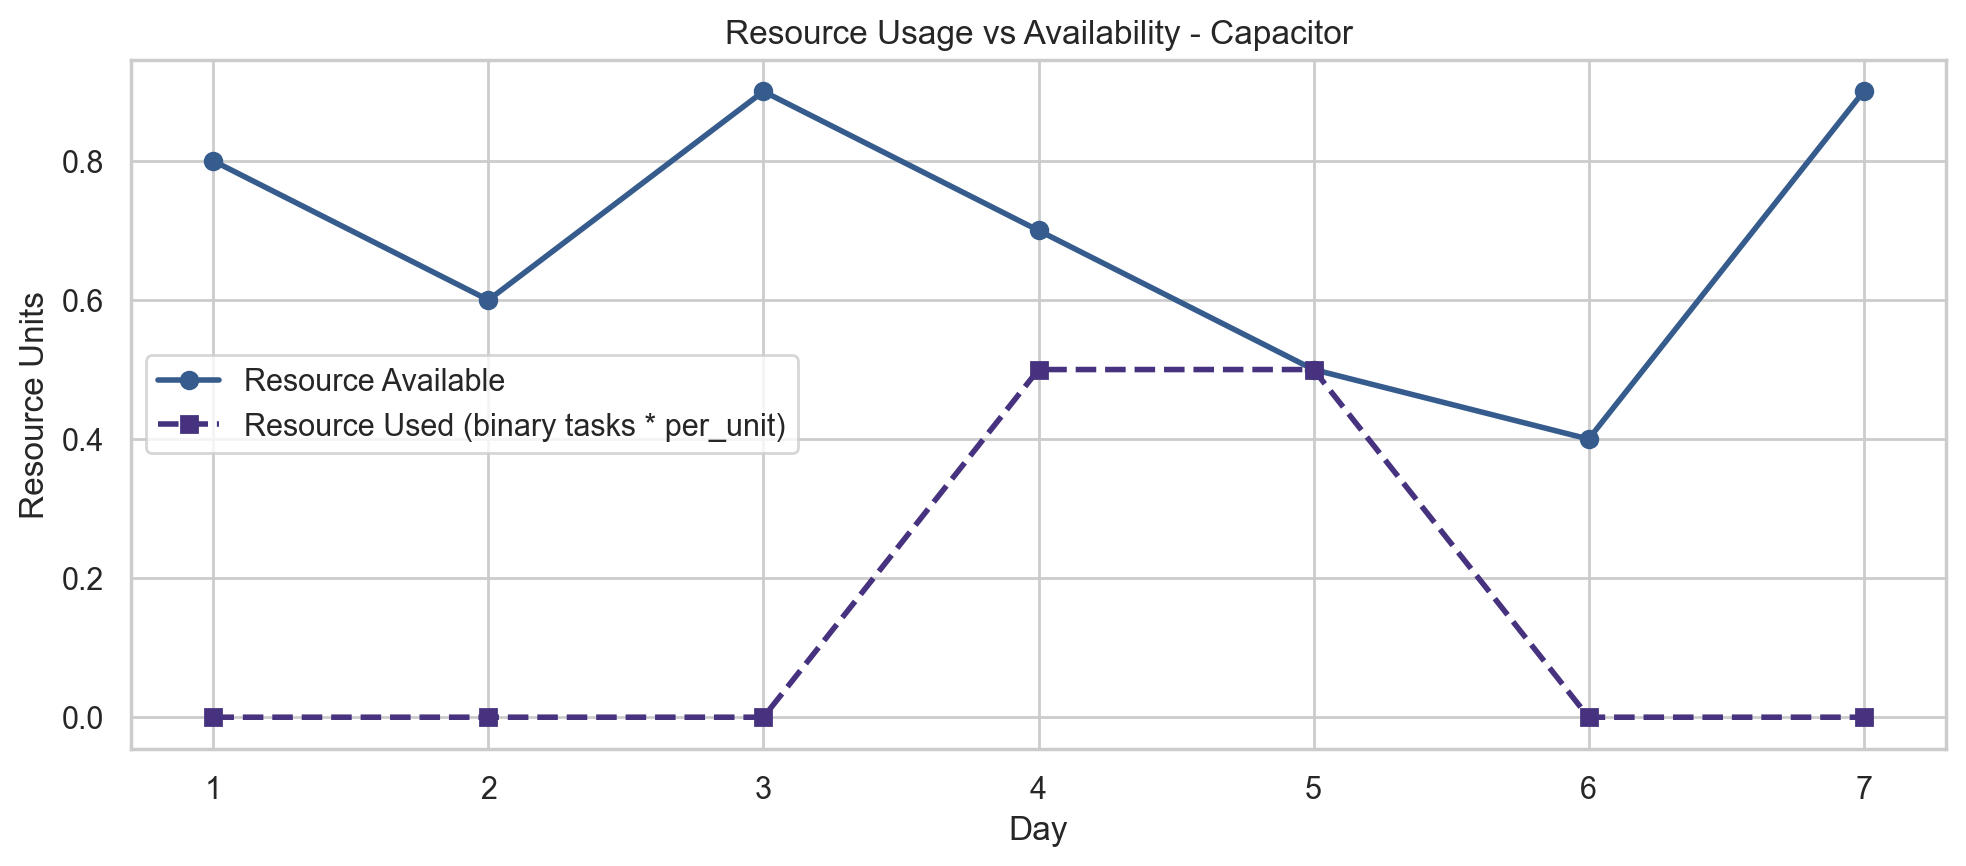 Resource Usage vs Availability - Capacitor
Resource Units
0.8
0.6
0.4
0.2
0.0
Resource Available
Resource Used (binary tasks * per_unit)
1 2 3 4 5 6 7
Day